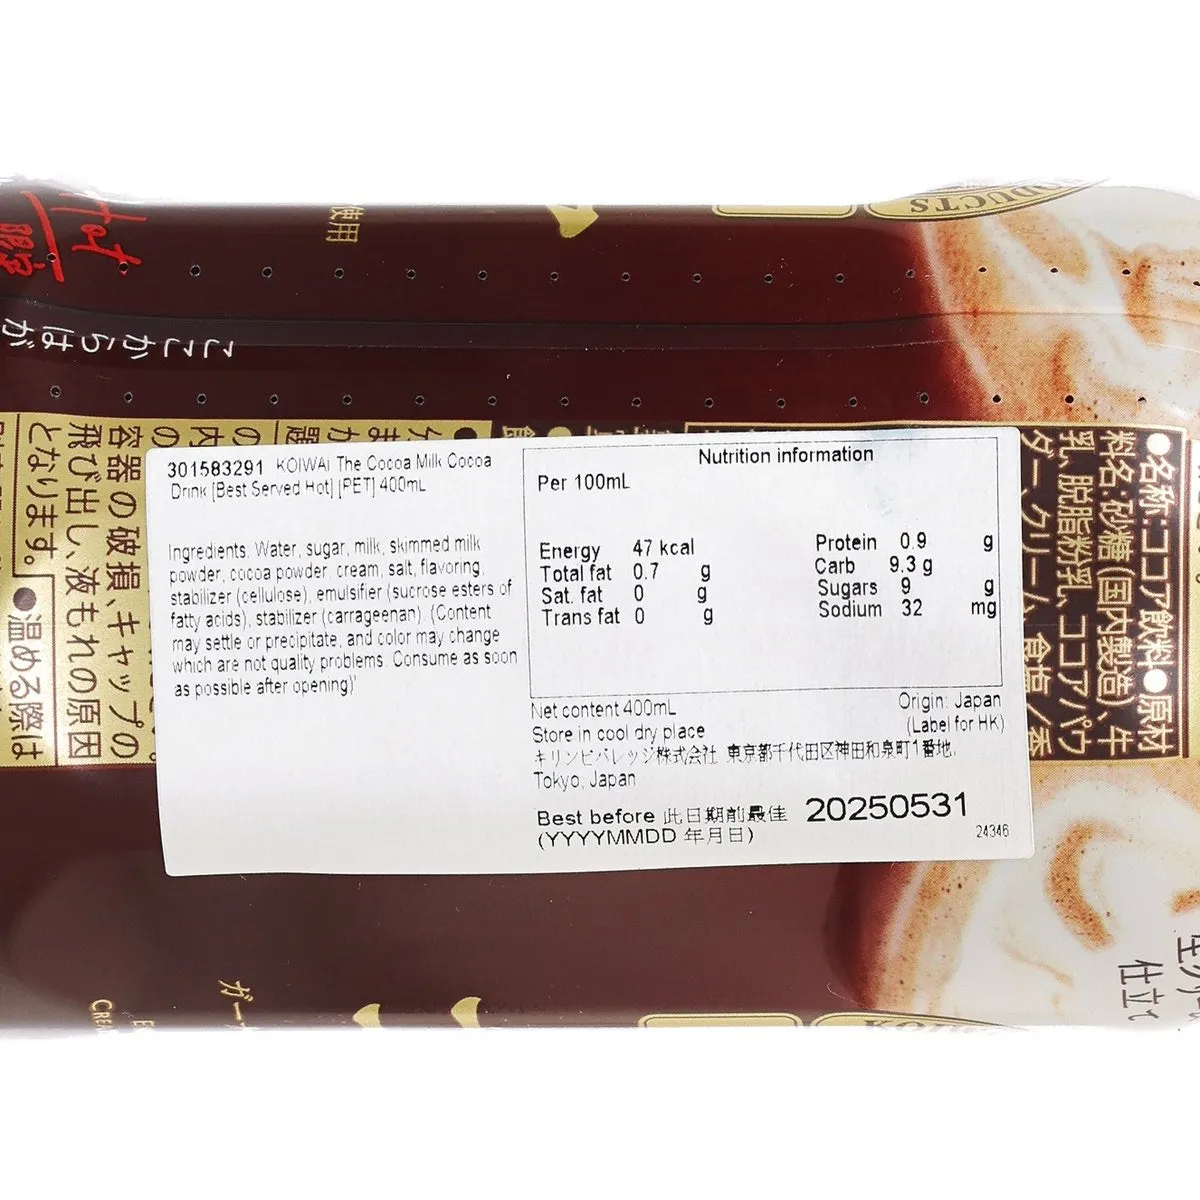 PRODUCTS
Hot
使用
ここからはが
の内
容器の破損、キャップの
飛び出し、液もれの原因
となります。
●温める際は
●名称:ココア飲料●原材
料名:砂糖(国内製造)、牛
乳、脱脂粉乳、ココアパウ
ダー、クリーム、食塩/香
301583291 KOIWAI The Cocoa Milk Cocoa
Drink [Best Served Hot] [PET] 400mL
Ingredients: Water, sugar, milk, skimmed milk
powder, cocoa powder, cream, salt, flavoring,
stabilizer (cellulose), emulsifier (sucrose esters of
fatty acids), stabilizer (carrageenan). (Content
may settle or precipitate, and color may change
which are not quality problems. Consume as soon
as possible after opening)'
Nutrition information
Per 100mL
Energy 47 kcal
Total fat 0.7 g
Sat. fat 0 g
Trans fat 0 g
Protein 0.9 g
Carb 9.3 g
Sugars 9 g
Sodium 32 mg
Net content 400mL
Origin: Japan
Store in cool dry place
(Label for HK)
キリンビバレッジ株式会社 東京都千代田区神田和泉町1番地,
Tokyo, Japan
Best before 此日期前最佳 20250531
(YYYYMMDD 年月日)
24346
仕立て